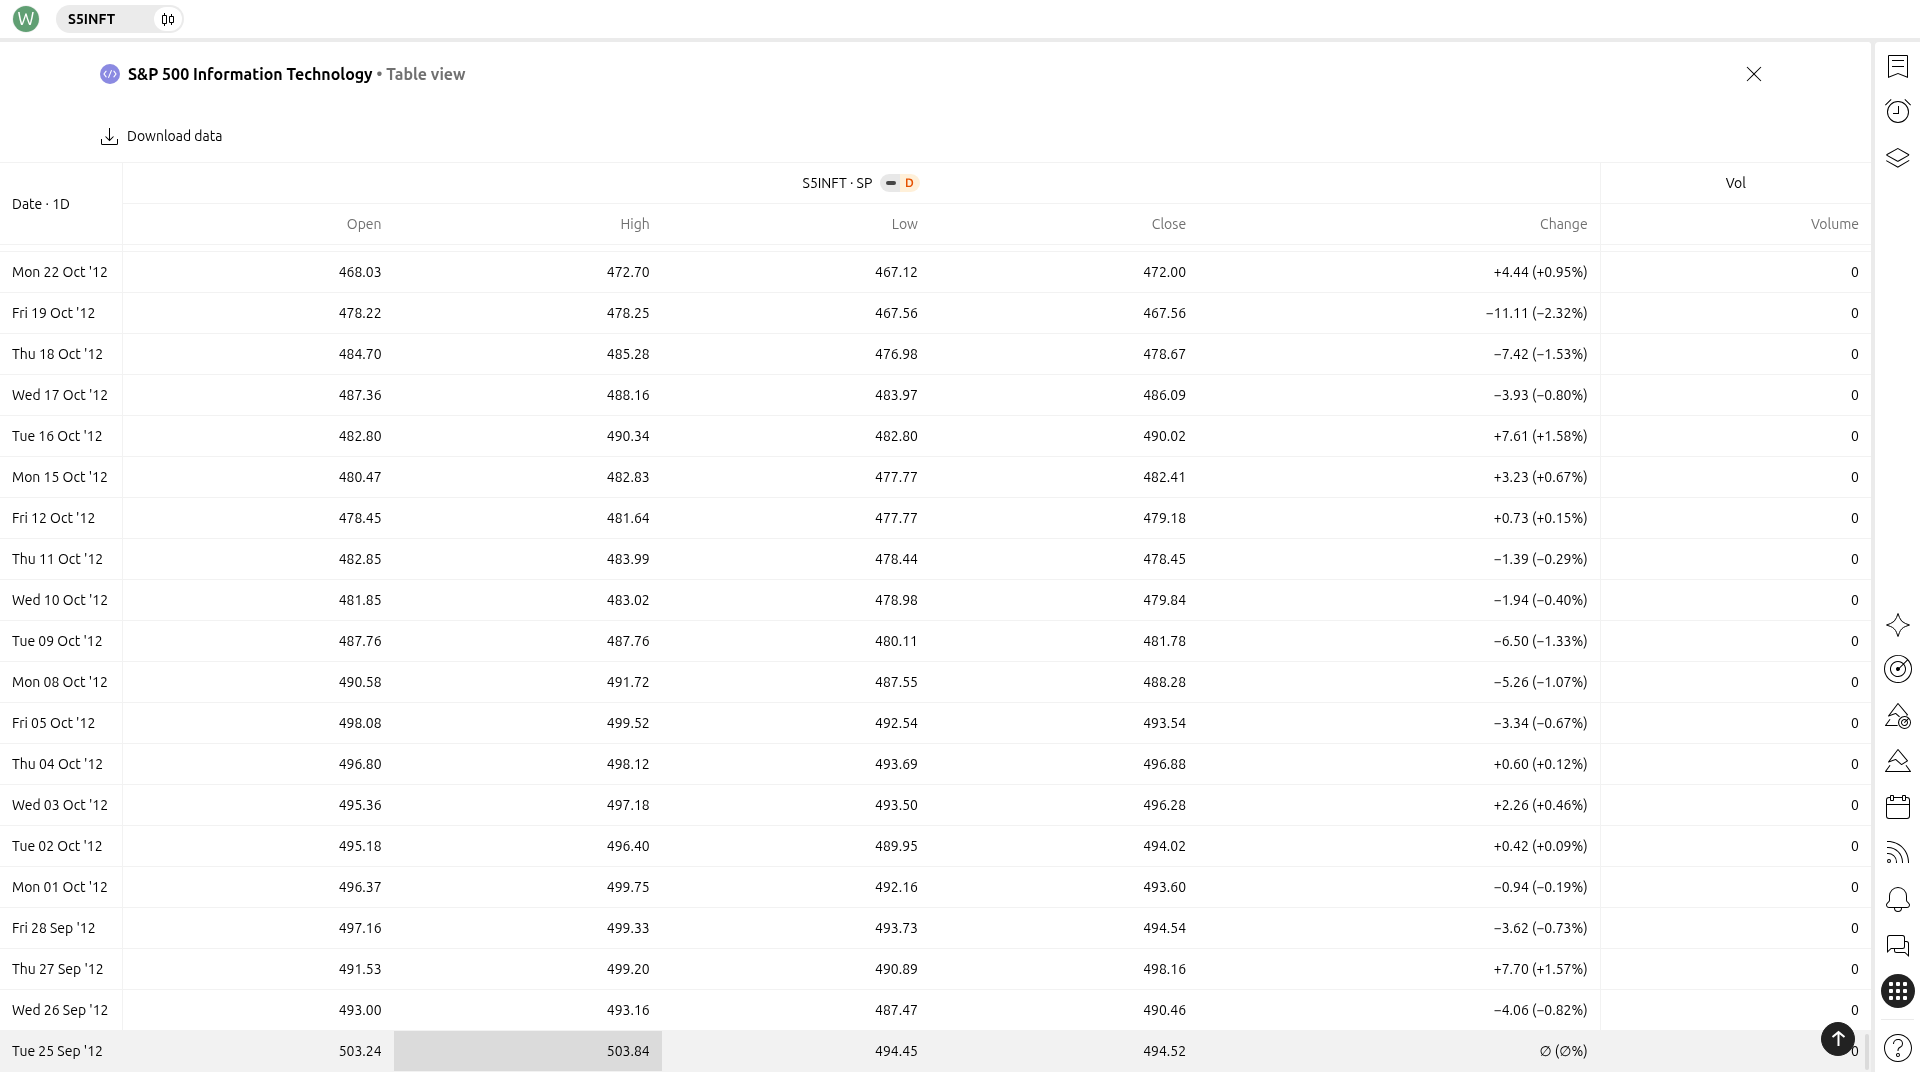 W S5INFT
S&P 500 Information Technology • Table view
Download data
Date · 1D S5INFT · SP D Vol
Open High Low Close Change Volume
Mon 22 Oct '12 468.03 472.70 467.12 472.00 +4.44 (+0.95%) 0
Fri 19 Oct '12 478.22 478.25 467.56 467.56 −11.11 (−2.32%) 0
Thu 18 Oct '12 484.70 485.28 476.98 478.67 −7.42 (−1.53%) 0
Wed 17 Oct '12 487.36 488.16 483.97 486.09 −3.93 (−0.80%) 0
Tue 16 Oct '12 482.80 490.34 482.80 490.02 +7.61 (+1.58%) 0
Mon 15 Oct '12 480.47 482.83 477.77 482.41 +3.23 (+0.67%) 0
Fri 12 Oct '12 478.45 481.64 477.77 479.18 +0.73 (+0.15%) 0
Thu 11 Oct '12 482.85 483.99 478.44 478.45 −1.39 (−0.29%) 0
Wed 10 Oct '12 481.85 483.02 478.98 479.84 −1.94 (−0.40%) 0
Tue 09 Oct '12 487.76 487.76 480.11 481.78 −6.50 (−1.33%) 0
Mon 08 Oct '12 490.58 491.72 487.55 488.28 −5.26 (−1.07%) 0
Fri 05 Oct '12 498.08 499.52 492.54 493.54 −3.34 (−0.67%) 0
Thu 04 Oct '12 496.80 498.12 493.69 496.88 +0.60 (+0.12%) 0
Wed 03 Oct '12 495.36 497.18 493.50 496.28 +2.26 (+0.46%) 0
Tue 02 Oct '12 495.18 496.40 489.95 494.02 +0.42 (+0.09%) 0
Mon 01 Oct '12 496.37 499.75 492.16 493.60 −0.94 (−0.19%) 0
Fri 28 Sep '12 497.16 499.33 493.73 494.54 −3.62 (−0.73%) 0
Thu 27 Sep '12 491.53 499.20 490.89 498.16 +7.70 (+1.57%) 0
Wed 26 Sep '12 493.00 493.16 487.47 490.46 −4.06 (−0.82%) 0
Tue 25 Sep '12 503.24 503.84 494.45 494.52 ∅ (∅%) 0